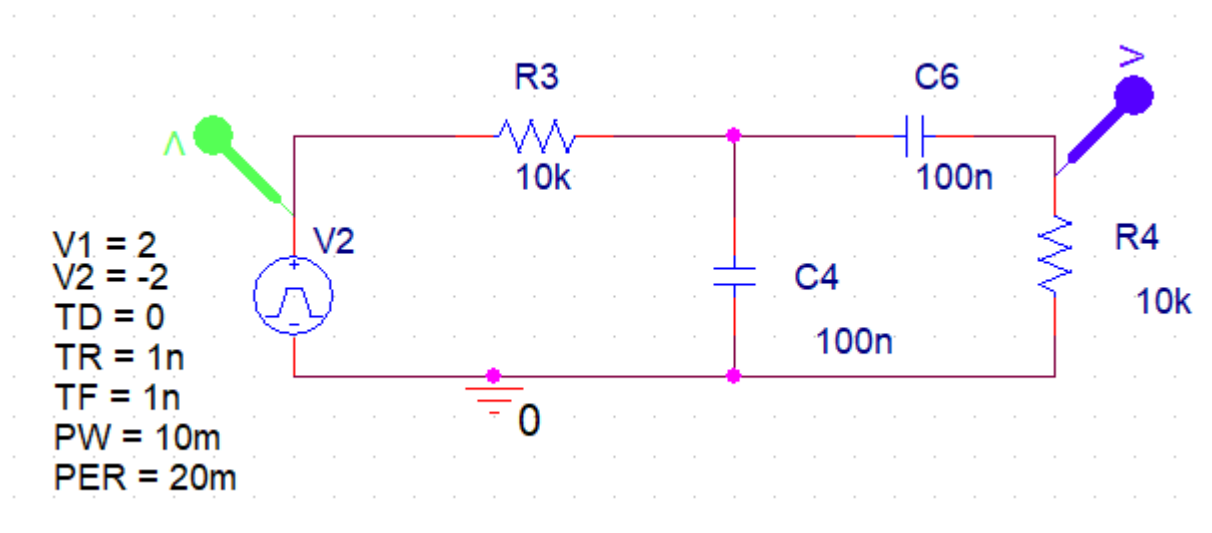 R3
10k
C6
100n
V
V
V2
+
-
V1 = 2
V2 = -2
TD = 0
TR = 1n
TF = 1n
PW = 10m
PER = 20m
C4
100n
R4
10k
0